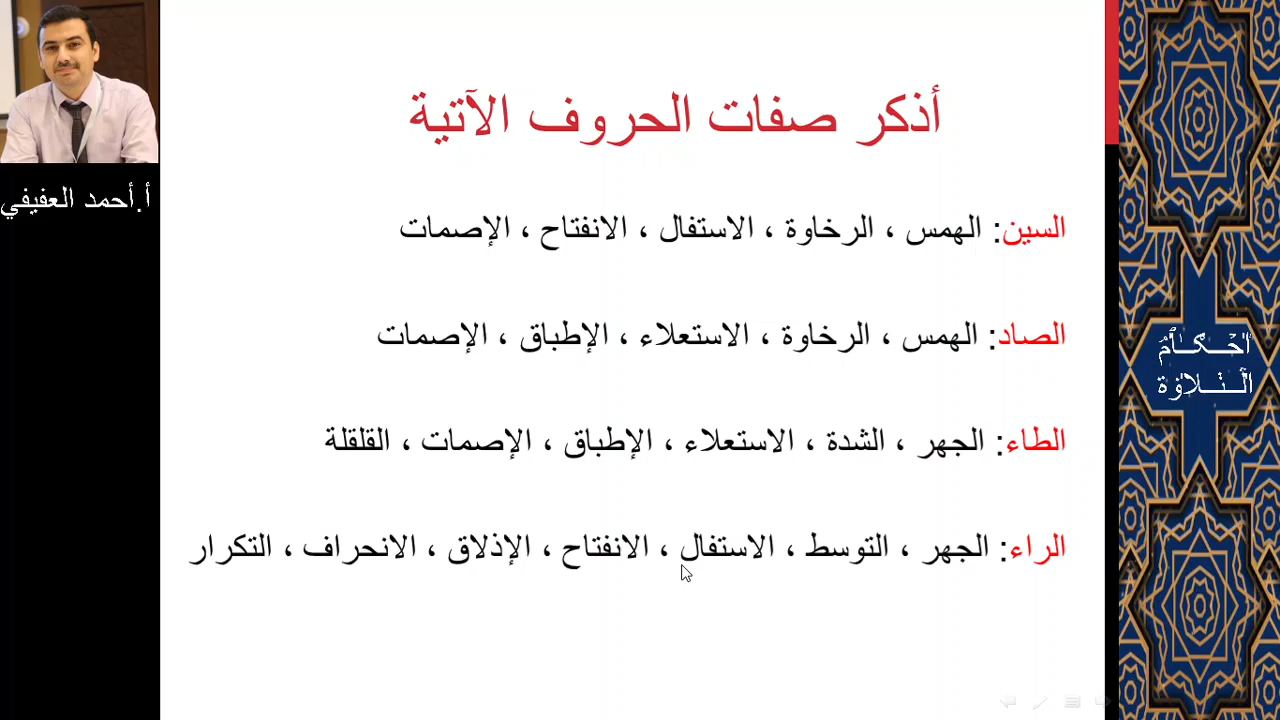 أذكر صفات الحروف الآتية
أ.أحمد العفيفي
السين: الهمس ، الرخاوة ، الاستفال ، الانفتاح ، الإصمات
الصاد: الهمس ، الرخاوة ، الاستعلاء ، الإطباق ، الإصمات
أحكام
التلاوة
الطاء: الجهر ، الشدة ، الاستعلاء ، الإطباق ، الإصمات ، القلقلة
الراء: الجهر ، التوسط ، الاستفال ، الانفتاح ، الإذلاق ، الانحراف ، التكرار